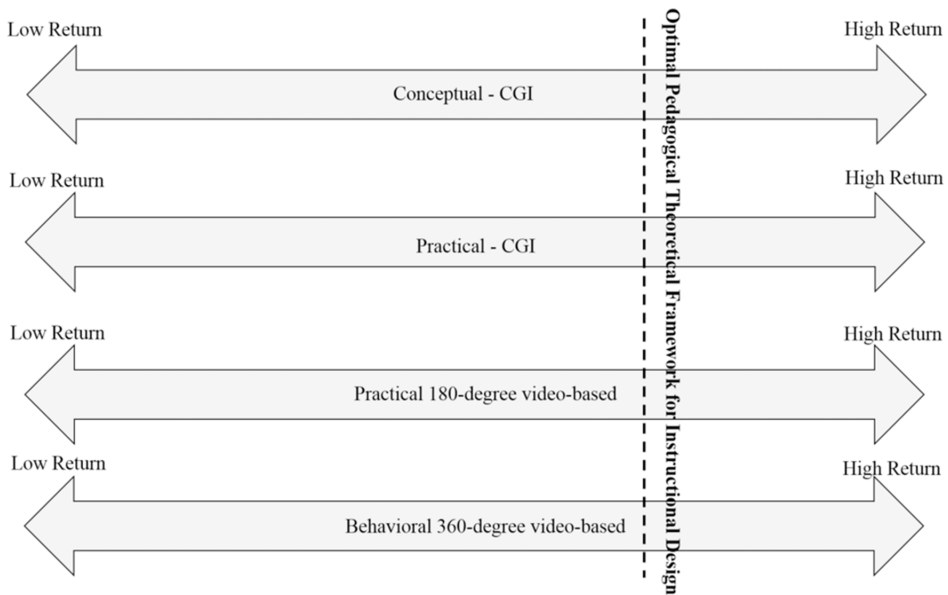 Low Return
High Return
Conceptual - CGI
Low Return
High Return
Practical - CGI
Low Return
High Return
Practical 180-degree video-based
Low Return
High Return
Behavioral 360-degree video-based
Optimal Pedagogical Theoretical Framework for Instructional Design